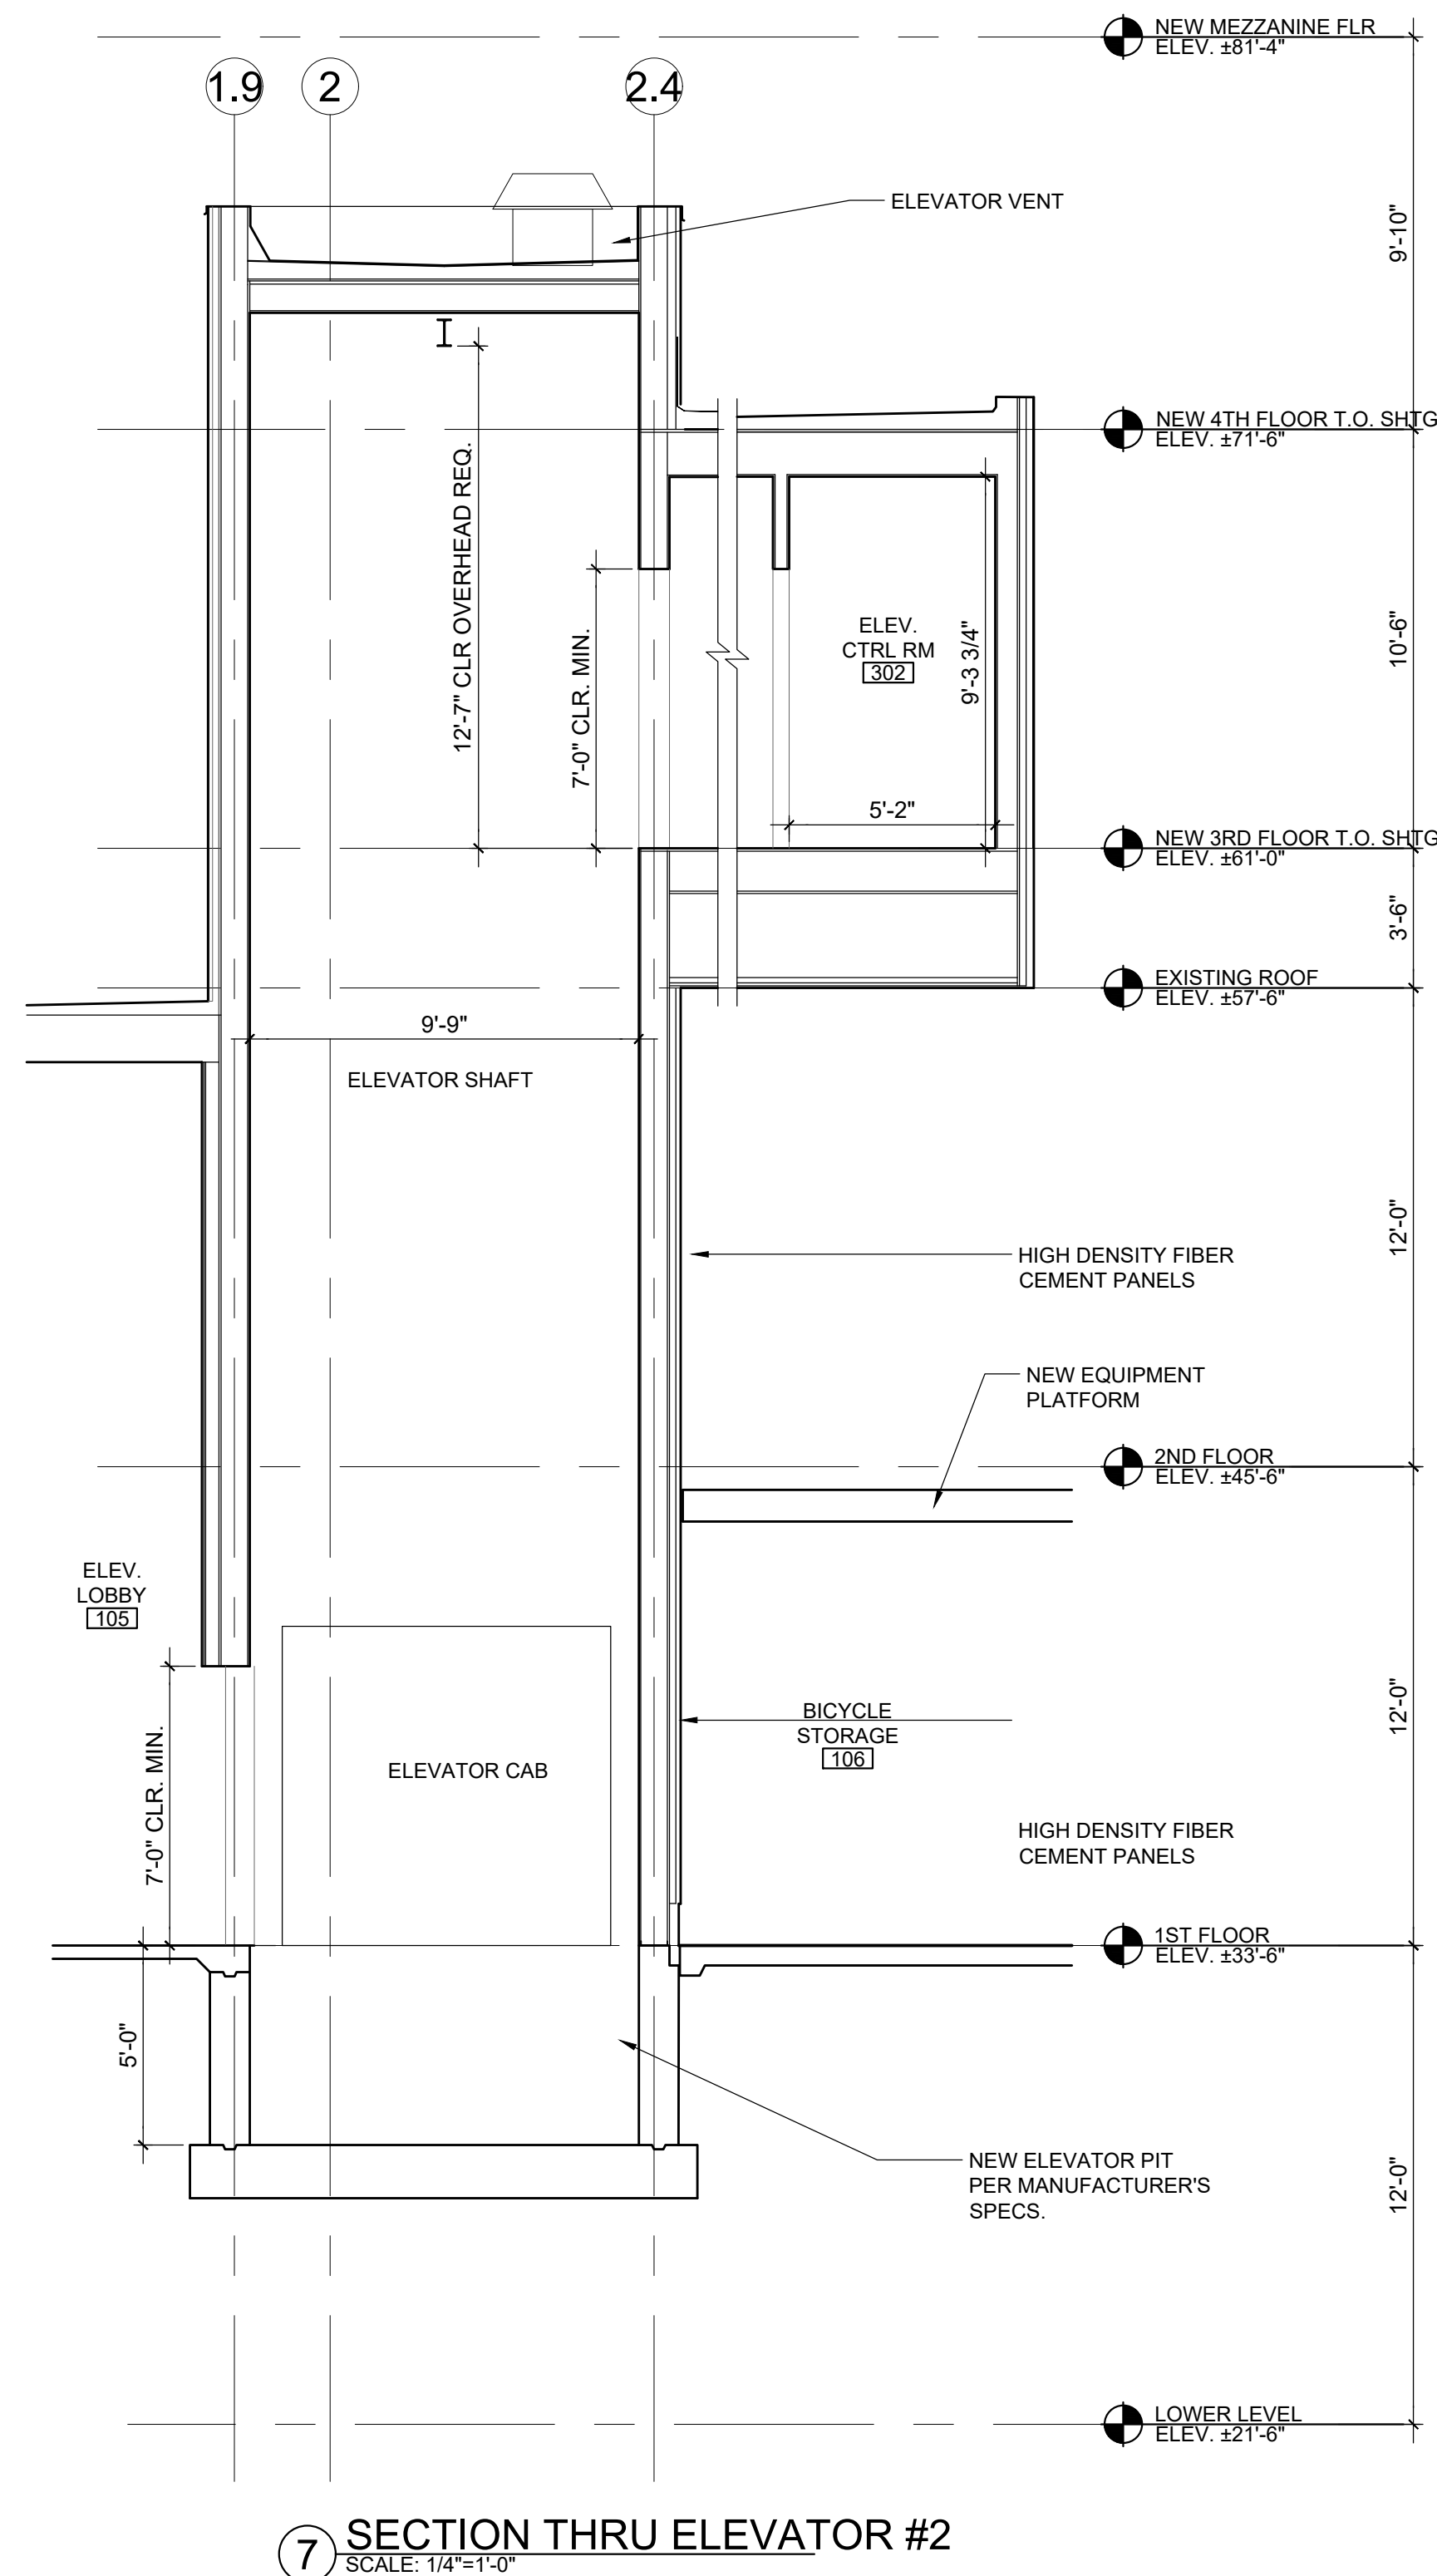 NEW MEZZANINE FLR
ELEV. ±81'-4"
1.9
2
2.4
ELEVATOR VENT
9'-10"
NEW 4TH FLOOR T.O. SHTG
ELEV. ±71'-6"
12'-7" CLR OVERHEAD REQ.
7'-0" CLR. MIN.
ELEV.
CTRL RM
302
9'-3 3/4"
10'-6"
5'-2"
NEW 3RD FLOOR T.O. SHTG
ELEV. ±61'-0"
3'-6"
EXISTING ROOF
ELEV. ±57'-6"
9'-9"
ELEVATOR SHAFT
12'-0"
HIGH DENSITY FIBER
CEMENT PANELS
NEW EQUIPMENT
PLATFORM
2ND FLOOR
ELEV. ±45'-6"
ELEV.
LOBBY
105
7'-0" CLR. MIN.
ELEVATOR CAB
BICYCLE
STORAGE
106
12'-0"
HIGH DENSITY FIBER
CEMENT PANELS
1ST FLOOR
ELEV. ±33'-6"
5'-0"
NEW ELEVATOR PIT
PER MANUFACTURER'S
SPECS.
12'-0"
LOWER LEVEL
ELEV. ±21'-6"
7
SECTION THRU ELEVATOR #2
SCALE: 1/4"=1'-0"